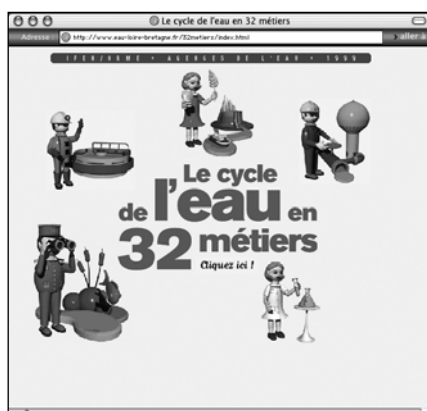 Le cycle de l'eau en 32 métiers
Adresse : http://www.eau-loire-bretagne.fr/32metiers/index.html › aller à
IFEN/HGME • AGENCES DE L'EAU • 1999
Le cycle
de l'eau en
32 métiers
Cliquez ici !